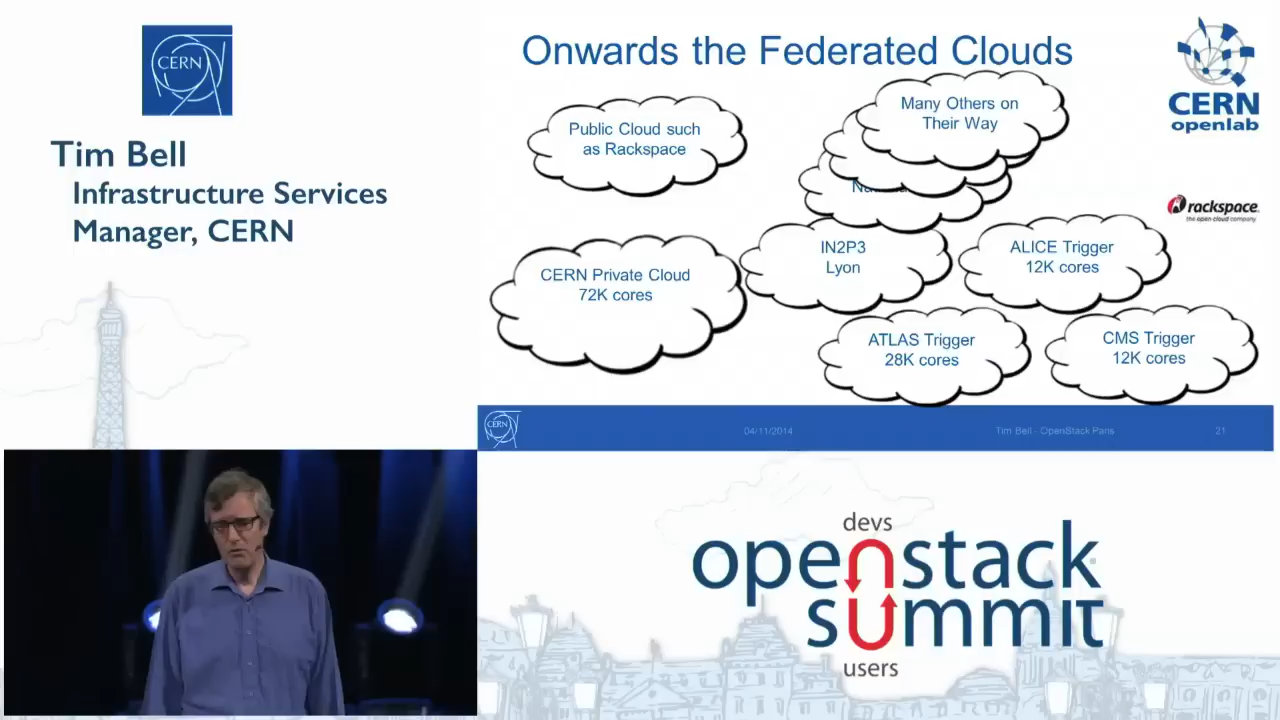 CERN
Tim Bell
Infrastructure Services
Manager, CERN
Onwards the Federated Clouds
CERN
openlab
Public Cloud such
as Rackspace
Many Others on
Their Way
rackspace
the open cloud company
CERN Private Cloud
72K cores
IN2P3
Lyon
ALICE Trigger
12K cores
ATLAS Trigger
28K cores
CMS Trigger
12K cores
CERN
04/11/2014
Tim Bell - OpenStack Paris
21
devs
openstack
summit
users